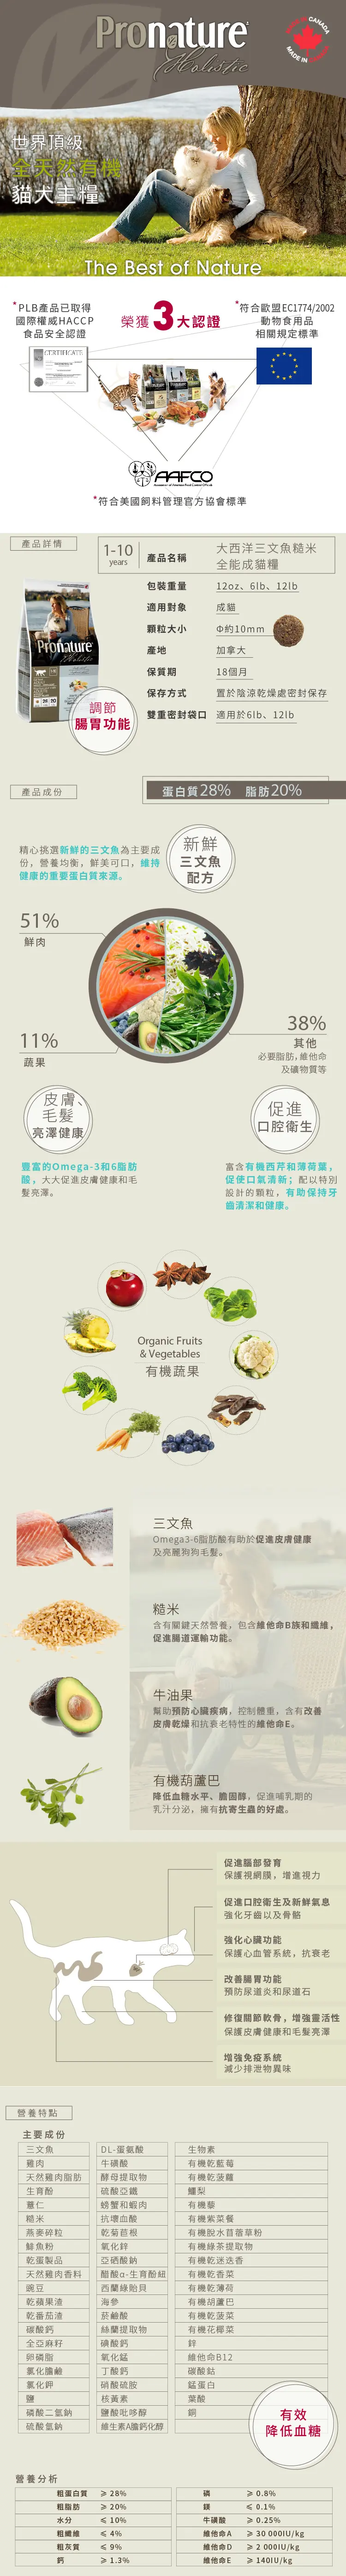 Pronature
Holistic
CANADA
MADE IN
世界頂級
全天然有機
貓犬主糧
The Best of Nature
*PLB產品已取得
國際權威HACCP
食品安全認證
CERTIFICATE
榮獲3大認證
*符合歐盟EC1774/2002
動物食用品
相關規定標準
AAFCO
*符合美國飼料管理官方協會標準
產品詳情
1-10
years
產品名稱 大西洋三文魚糙米
全能成貓糧
包裝重量 12oz、6lb、12lb
適用對象 成貓
顆粒大小 Φ約10mm
產地 加拿大
保質期 18個月
保存方式 置於陰涼乾燥處密封保存
雙重密封袋口 適用於6lb、12lb
Pronature
Holistic
調節
腸胃功能
產品成份
蛋白質28% 脂肪20%
精心挑選新鮮的三文魚為主要成
份，營養均衡，鮮美可口，維持
健康的重要蛋白質來源。
新鮮
三文魚
配方
51%
鮮肉
11%
蔬果
38%
其他
必要脂肪，維他命
及礦物質等
皮膚、
毛髮
亮澤健康
豐富的Omega-3和6脂肪
酸，大大促進皮膚健康和毛
髮亮澤。
促進
口腔衛生
富含有機西芹和薄荷葉，
促使口氣清新；配以特別
設計的顆粒，有助保持牙
齒清潔和健康。
Organic Fruits
& Vegetables
有機蔬果
三文魚
Omega3-6脂肪酸有助於促進皮膚健康
及亮麗狗狗毛髮。
糙米
含有關鍵天然營養，包含維他命B族和纖維，
促進腸道運輸功能。
牛油果
幫助預防心臟疾病，控制體重，含有改善
皮膚乾燥和抗衰老特性的維他命E。
有機葫蘆巴
降低血糖水平、膽固醇，促進哺乳期的
乳汁分泌，擁有抗寄生蟲的好處。
促進腦部發育
保護視網膜，增進視力
促進口腔衛生及新鮮氣息
強化牙齒以及骨骼
強化心臟功能
保護心血管系統，抗衰老
改善腸胃功能
預防尿道炎和尿道石
修復關節軟骨，增強靈活性
保護皮膚健康和毛髮亮澤
增強免疫系統
減少排泄物異味
營養特點
主要成份
三文魚 DL-蛋氨酸 生物素
雞肉 牛磺酸 有機乾藍莓
天然雞肉脂肪 酵母提取物 有機乾菠蘿
生育酚 硫酸亞鐵 鱷梨
薏仁 螃蟹和蝦肉 有機藜
糙米 抗壞血酸 有機紫菜餐
燕麥碎粒 乾菊苣根 有機脫水苜蓿草粉
鯡魚粉 氧化鋅 有機綠茶提取物
乾蛋製品 亞硒酸鈉 有機乾迷迭香
天然雞肉香料 醋酸α-生育酚紐 有機乾香菜
豌豆 西蘭綠貽貝 有機乾薄荷
乾蘋果渣 海參 有機胡蘆巴
乾番茄渣 菸鹼酸 有機乾菠菜
碳酸鈣 絲蘭提取物 有機花椰菜
全亞麻籽 碘酸鈣 鋅
卵磷脂 氧化錳 維他命B12
氯化膽鹼 丁酸鈣 碳酸鈷
氯化鉀 硝酸硫胺 錳蛋白
鹽 核黃素 葉酸
磷酸二氫鈉 鹽酸吡哆醇 銅
硫酸氫鈉 維生素A膽鈣化醇
有效
降低血糖
營養分析
粗蛋白質 ≥ 28% 磷 ≥ 0.8%
粗脂肪 ≥ 20% 鎂 ≤ 0.1%
水分 ≤ 10% 牛磺酸 ≥ 0.25%
粗纖維 ≤ 4% 維他命A ≥ 30 000IU/kg
粗灰質 ≤ 9% 維他命D ≥ 2 000IU/kg
鈣 ≥ 1.3% 維他命E ≥ 140IU/kg